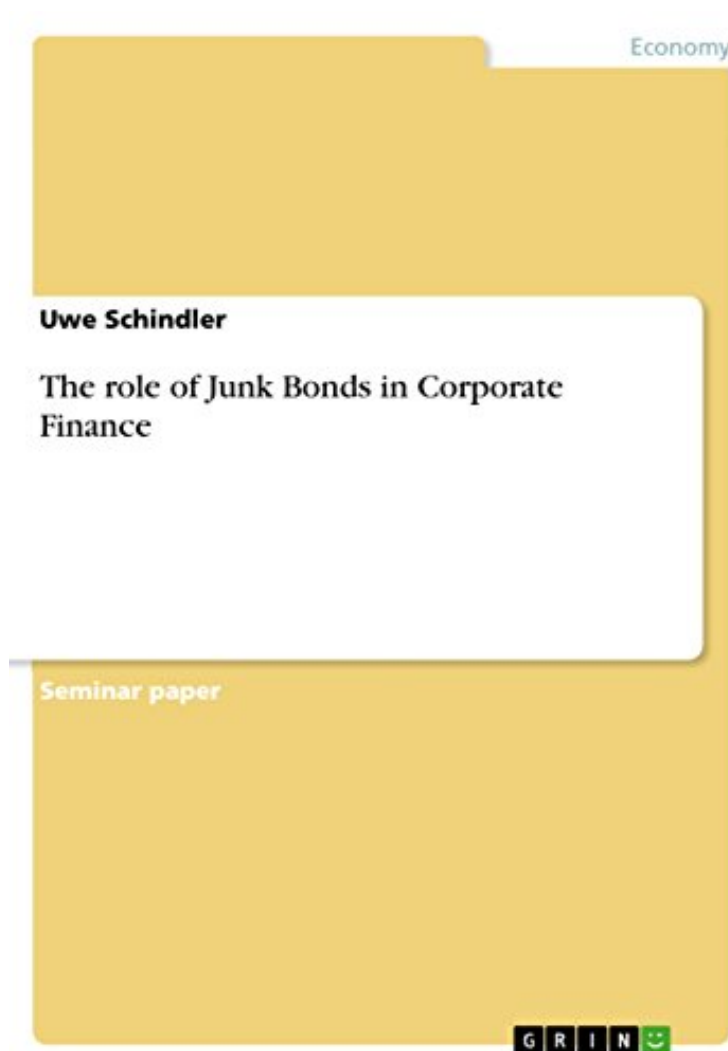 Economy
Uwe Schindler
The role of Junk Bonds in Corporate
Finance
Seminar paper
GRIN